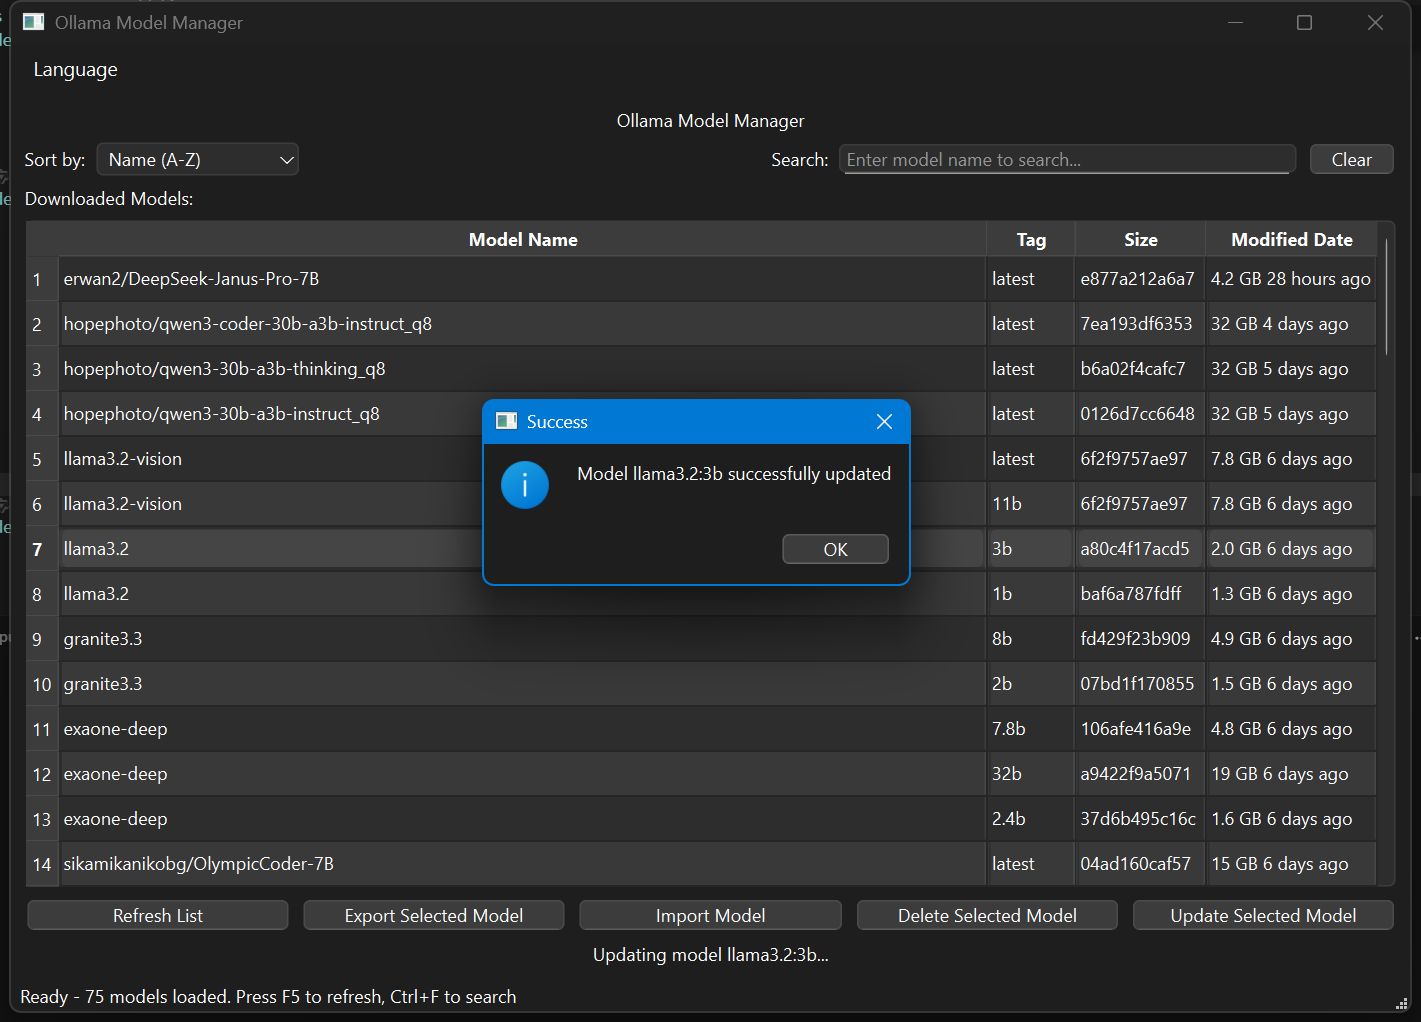 Ollama Model Manager
Language
Ollama Model Manager
Sort by: Name (A-Z) Search: Enter model name to search... Clear
Downloaded Models:
Model Name Tag Size Modified Date
1 erwan2/DeepSeek-Janus-Pro-7B latest e877a212a6a7 4.2 GB 28 hours ago
2 hopephoto/qwen3-coder-30b-a3b-instruct_q8 latest 7ea193df6353 32 GB 4 days ago
3 hopephoto/qwen3-30b-a3b-thinking_q8 latest b6a02f4cafc7 32 GB 5 days ago
4 hopephoto/qwen3-30b-a3b-instruct_q8 latest 0126d7cc6648 32 GB 5 days ago
5 llama3.2-vision latest 6f2f9757ae97 7.8 GB 6 days ago
6 llama3.2-vision 11b 6f2f9757ae97 7.8 GB 6 days ago
7 llama3.2 3b a80c4f17acd5 2.0 GB 6 days ago
8 llama3.2 1b baf6a787fdff 1.3 GB 6 days ago
9 granite3.3 8b fd429f23b909 4.9 GB 6 days ago
10 granite3.3 2b 07bd1f170855 1.5 GB 6 days ago
11 exaone-deep 7.8b 106afe416a9e 4.8 GB 6 days ago
12 exaone-deep 32b a9422f9a5071 19 GB 6 days ago
13 exaone-deep 2.4b 37d6b495c16c 1.6 GB 6 days ago
14 sikamikanikobg/OlympicCoder-7B latest 04ad160caf57 15 GB 6 days ago
Success
Model llama3.2:3b successfully updated
OK
Refresh List Export Selected Model Import Model Delete Selected Model Update Selected Model
Updating model llama3.2:3b...
Ready - 75 models loaded. Press F5 to refresh, Ctrl+F to search